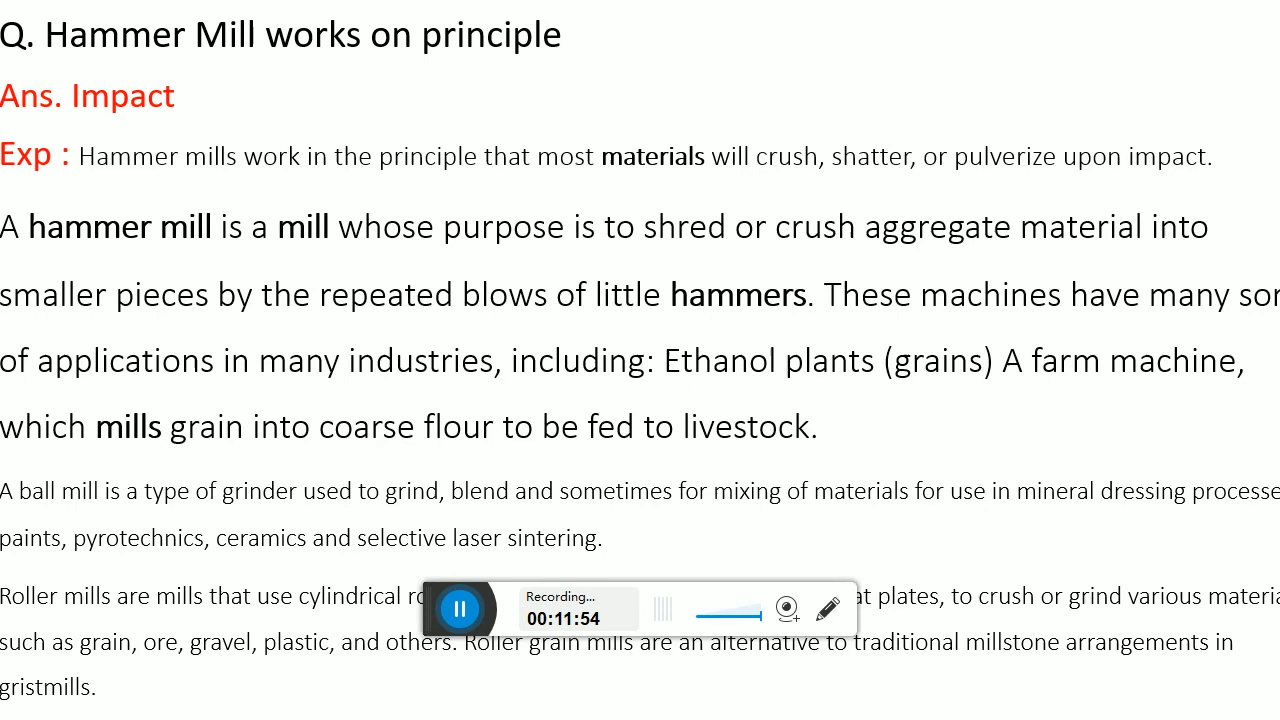 Q. Hammer Mill works on principle
Ans. Impact
Exp : Hammer mills work in the principle that most materials will crush, shatter, or pulverize upon impact.
A hammer mill is a mill whose purpose is to shred or crush aggregate material into
smaller pieces by the repeated blows of little hammers. These machines have many
of applications in many industries, including: Ethanol plants (grains) A farm machine,
which mills grain into coarse flour to be fed to livestock.
A ball mill is a type of grinder used to grind, blend and sometimes for mixing of materials for use in mineral dressing
paints, pyrotechnics, ceramics and selective laser sintering.
Roller mills are mills that use cylindrical plates, to crush or grind various
Recording...
00:11:54
such as grain, ore, gravel, plastic, and others. Roller grain mills are an alternative to traditional millstone arrangements in
gristmills.